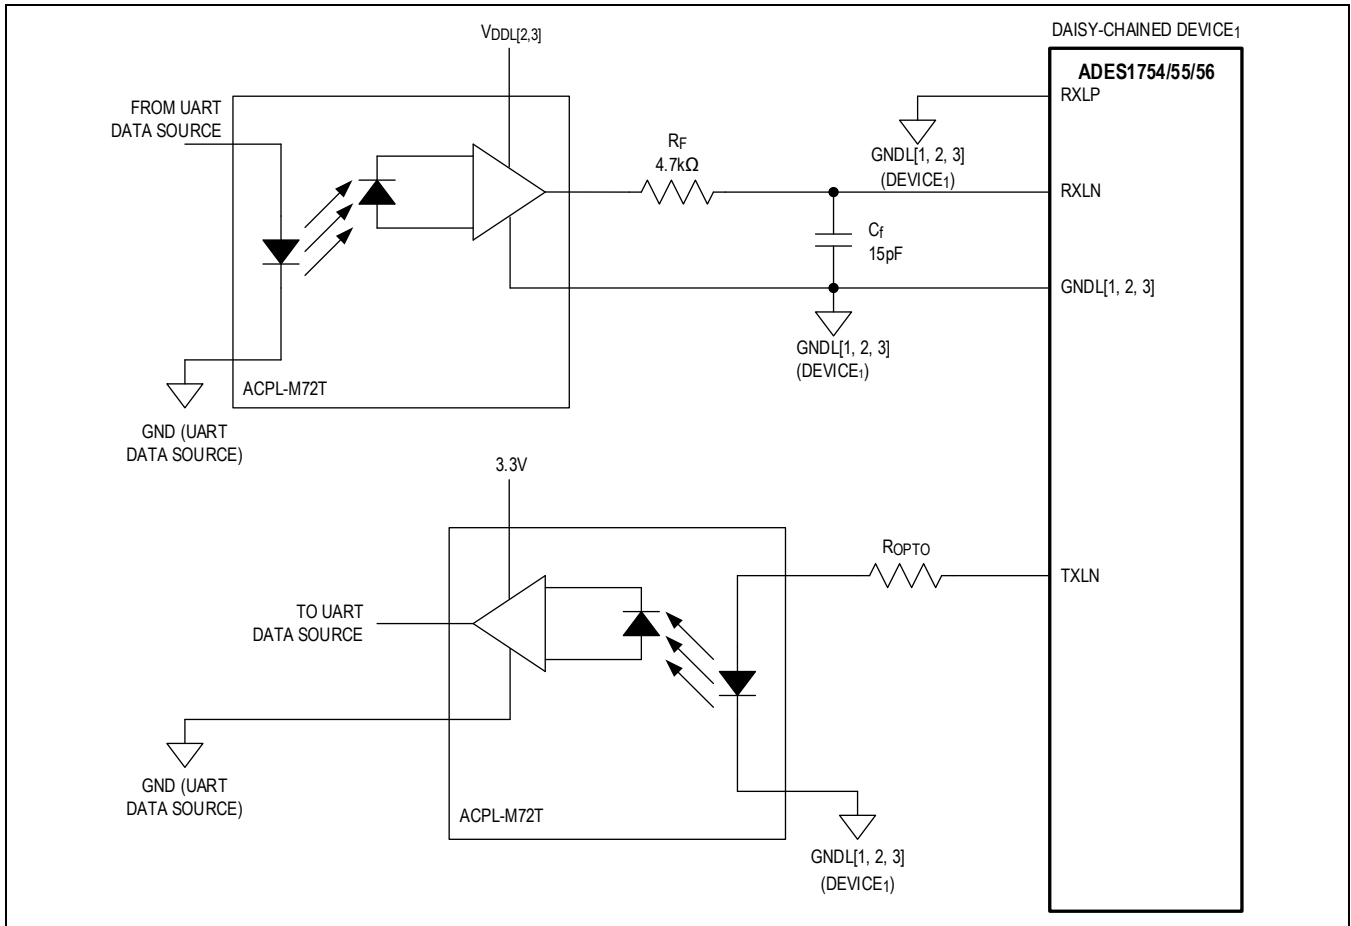 DAISY-CHAINED DEVICE1
VDDL[2,3]
ADES1754/55/56
FROM UART
DATA SOURCE
RXLP
RF
4.7kΩ
GNDL[1, 2, 3]
(DEVICE1)
RXLN
Cf
15pF
GNDL[1, 2, 3]
GNDL[1, 2, 3]
(DEVICE1)
ACPL-M72T
GND (UART
DATA SOURCE)
3.3V
ROPTO
TXLN
TO UART
DATA SOURCE
GND (UART
DATA SOURCE)
ACPL-M72T
GNDL[1, 2, 3]
(DEVICE1)